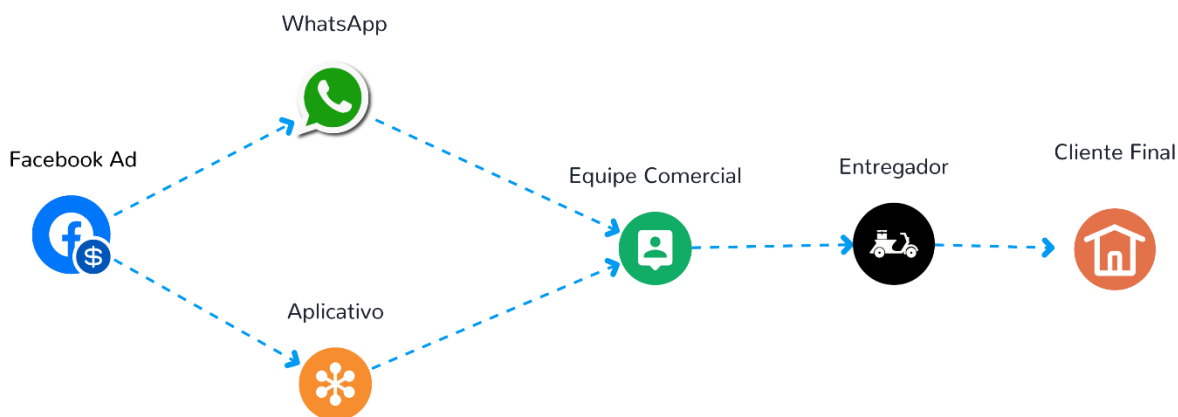 WhatsApp
Facebook Ad
Equipe Comercial
Entregador
Cliente Final
Aplicativo
$